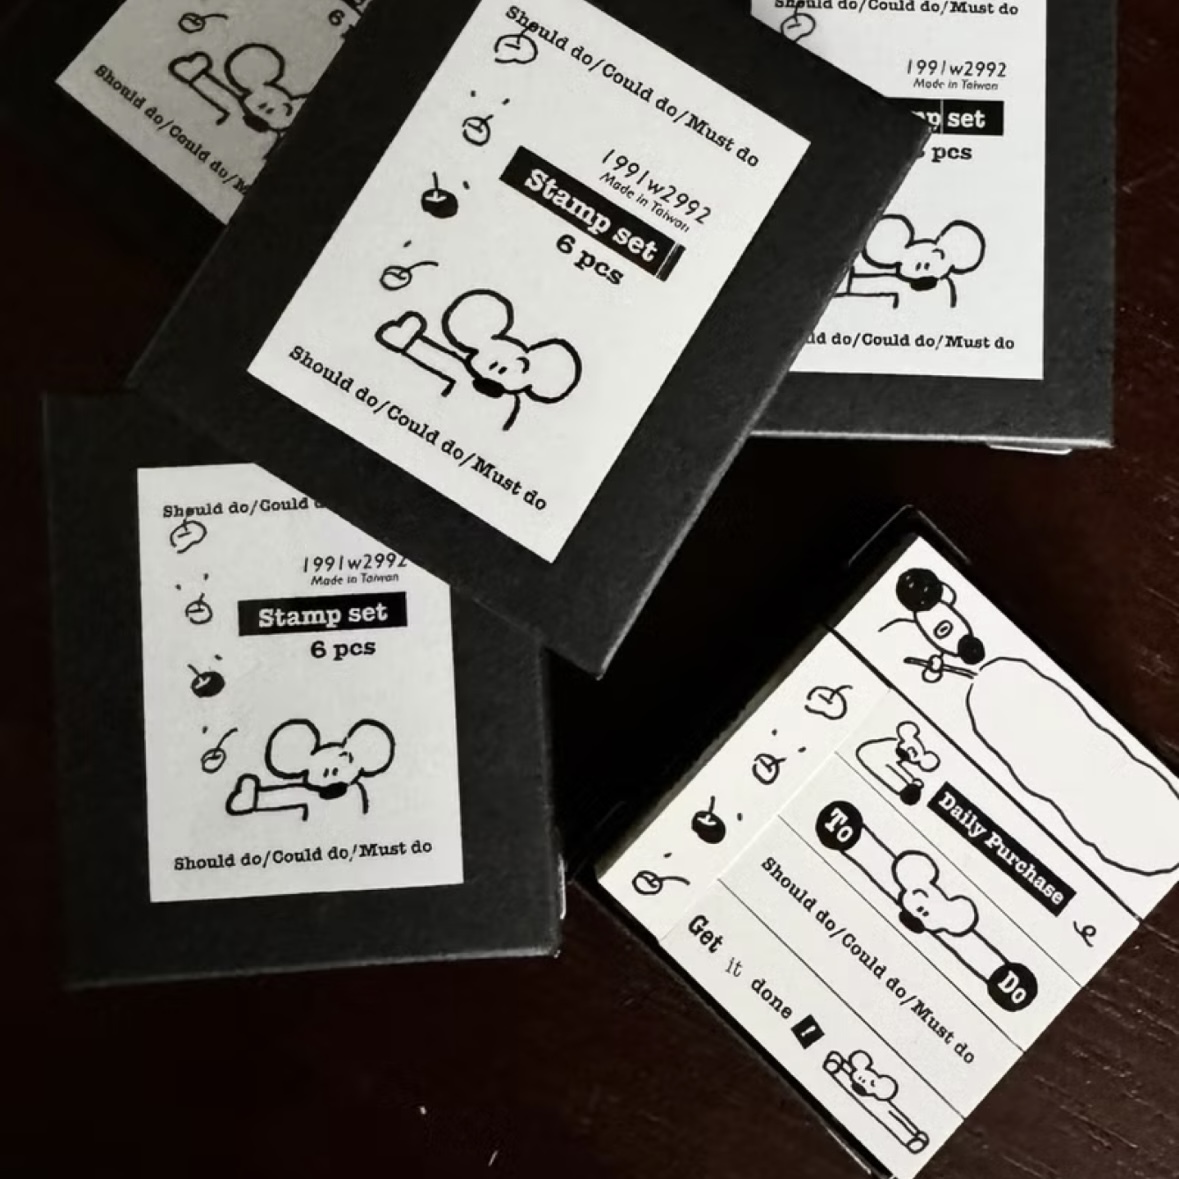 6
Should do/Could do/M
Should do/Could do/Must do
1991w2992
Made in Taiwan
Stamp set
6 pcs
Should do/Could do/Must do
Should do/Could do/Must do
1991w2992
Made in Taiwan
set
pcs
do/Could do/Must do
Should do/Could
1991w2992
Made in Taiwan
Stamp set
6 pcs
Should do/Could do/Must do
Daily Purchase
To
Do
Should do/Could do/Must do
Get it done !